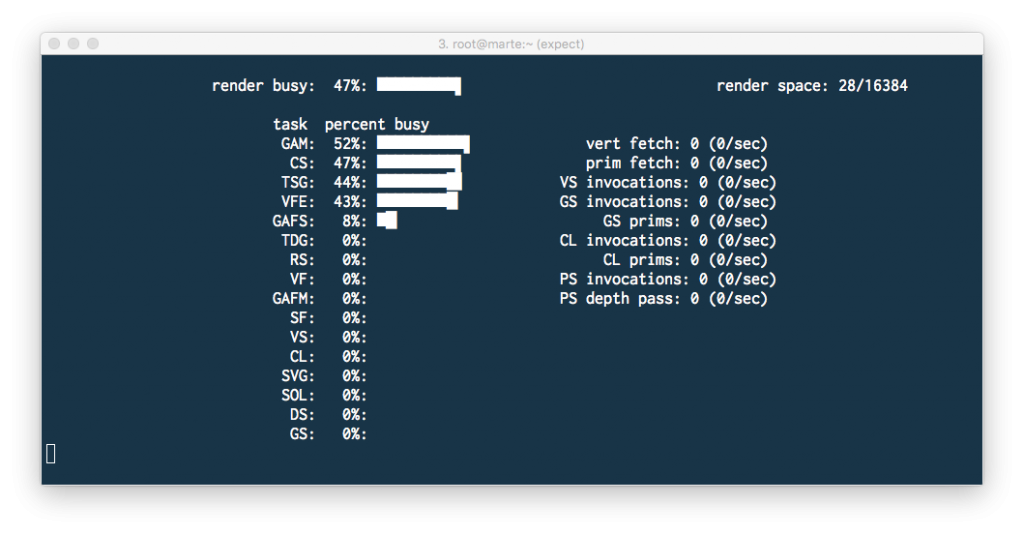 3. root@marte:~ (expect)
render busy: 47%: render space: 28/16384
task percent busy
GAM: 52%: vert fetch: 0 (0/sec)
CS: 47%: prim fetch: 0 (0/sec)
TSG: 44%: VS invocations: 0 (0/sec)
VFE: 43%: GS invocations: 0 (0/sec)
GAFS: 8%: GS prims: 0 (0/sec)
TDG: 0%: CL invocations: 0 (0/sec)
RS: 0%: CL prims: 0 (0/sec)
VF: 0%: PS invocations: 0 (0/sec)
GAFM: 0%: PS depth pass: 0 (0/sec)
SF: 0%:
VS: 0%:
CL: 0%:
SVG: 0%:
SOL: 0%:
DS: 0%:
GS: 0%: